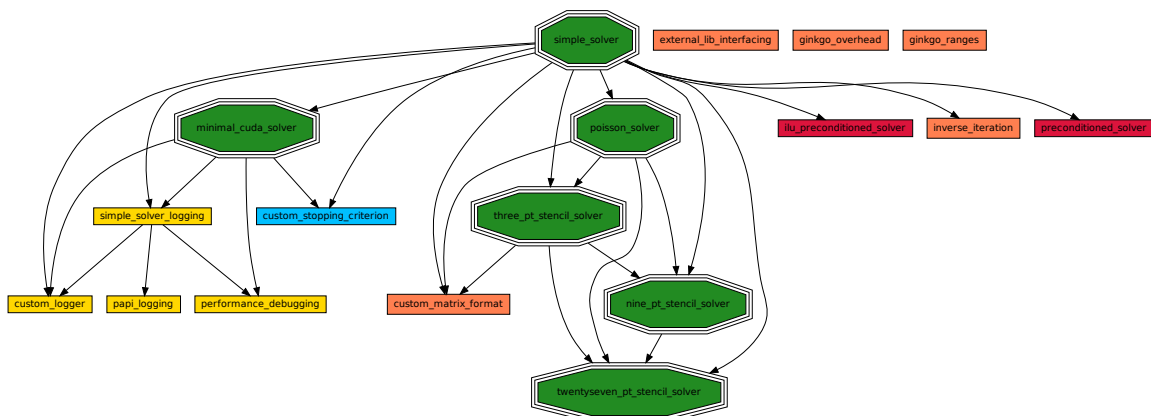 simple_solver
external_lib_interfacing
ginkgo_overhead
ginkgo_ranges
minimal_cuda_solver
poisson_solver
ilu_preconditioned_solver
inverse_iteration
preconditioned_solver
simple_solver_logging
custom_stopping_criterion
three_pt_stencil_solver
custom_logger
papi_logging
performance_debugging
custom_matrix_format
nine_pt_stencil_solver
twentyseven_pt_stencil_solver